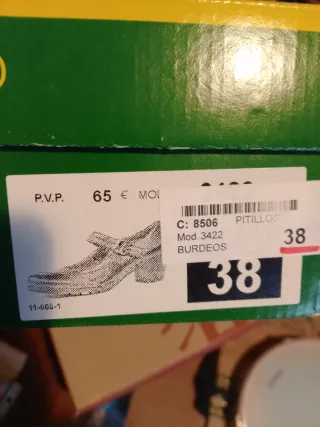 P.V.P. 65 € MOD
C: 8506 PITILLOS
Mod.3422
BURDEOS
38
38
11-608-1